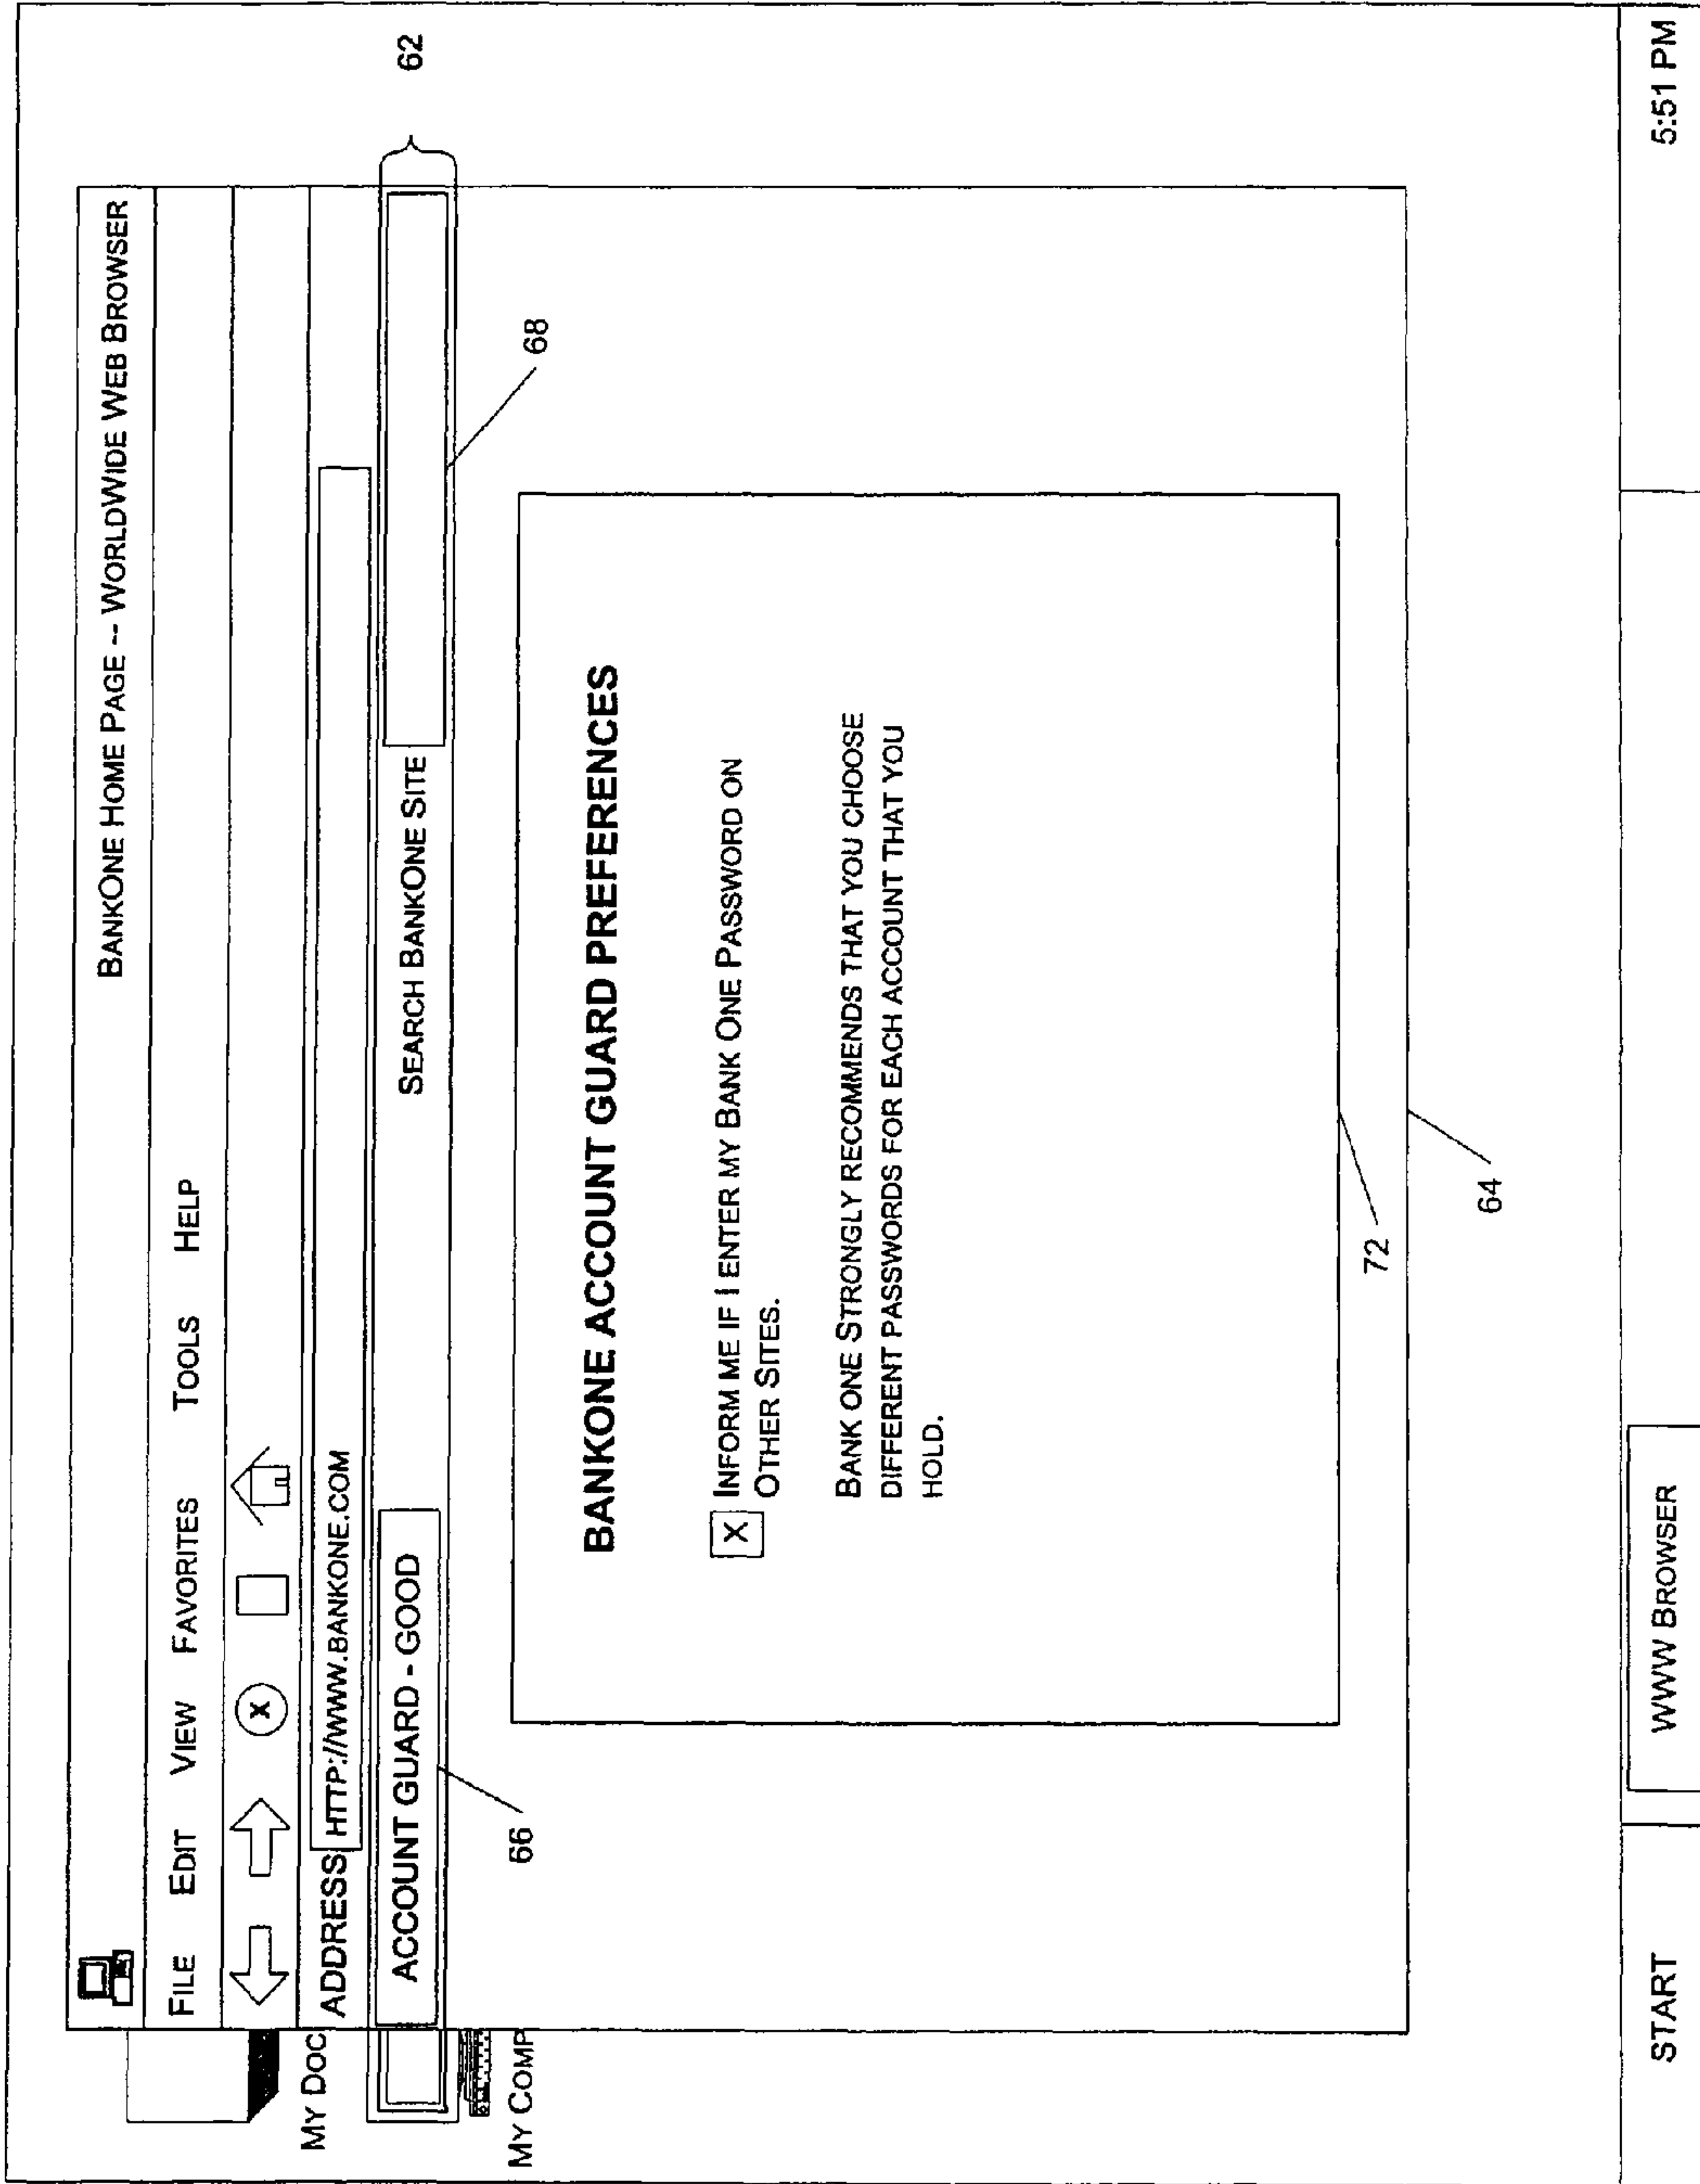 BANKONE HOME PAGE -- WORLDWIDE WEB BROWSER
FILE EDIT VIEW FAVORITES TOOLS HELP
X
MY DOC
ADDRESS HTTP://WWW.BANKONE.COM
ACCOUNT GUARD - GOOD
SEARCH BANKONE SITE
62
MY COMP
66
68
BANKONE ACCOUNT GUARD PREFERENCES
X INFORM ME IF I ENTER MY BANK ONE PASSWORD ON
OTHER SITES.
BANK ONE STRONGLY RECOMMENDS THAT YOU CHOOSE
DIFFERENT PASSWORDS FOR EACH ACCOUNT THAT YOU
HOLD.
72
64
START
WWW BROWSER
5:51 PM